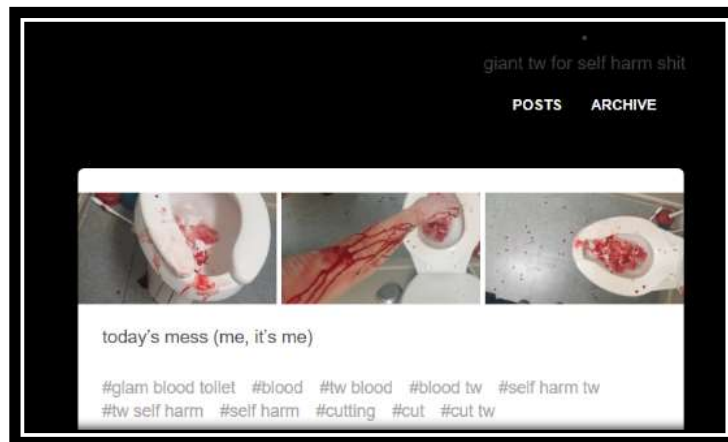 giant tw for self harm shit
POSTS ARCHIVE
today's mess (me, it's me)
#glam blood toilet #blood #tw blood #blood tw #self harm tw
#tw self harm #self harm #cutting #cut #cut tw